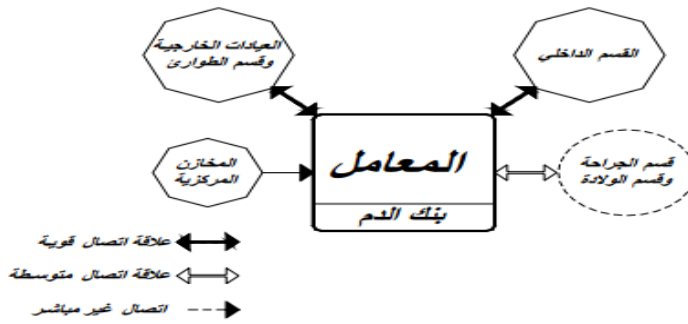 العيادات الخارجية
وقسم الطوارئ
القسم الداخلي
المعامل
بنك الدم
المخازن
المركزية
قسم الجراحة
وقسم الولادة
علاقة اتصال قوية
علاقة اتصال متوسطة
اتصال غير مباشر